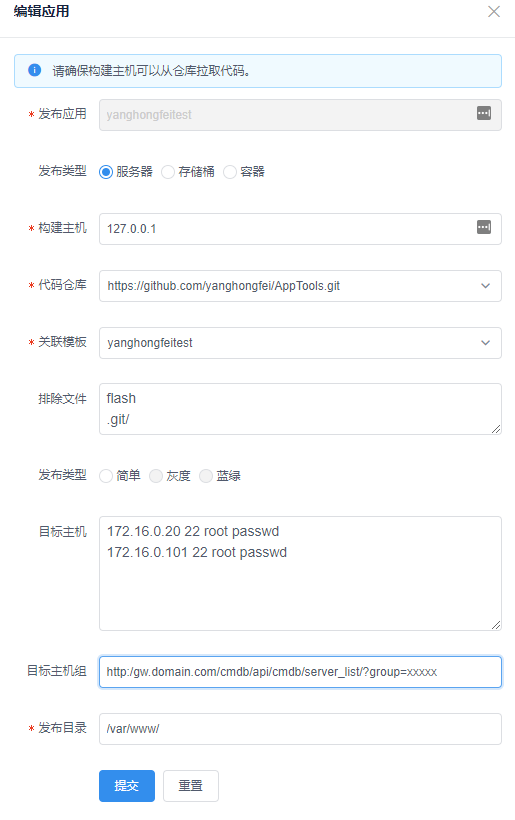 编辑应用
请确保构建主机可以从仓库拉取代码。
* 发布应用 yanghongfeitest
发布类型 服务器 存储桶 容器
* 构建主机 127.0.0.1
* 代码仓库 https://github.com/yanghongfei/AppTools.git
* 关联模板 yanghongfeitest
排除文件 flash
.git/
发布类型 简单 灰度 蓝绿
目标主机 172.16.0.20 22 root passwd
172.16.0.101 22 root passwd
目标主机组 http:/gw.domain.com/cmdb/api/cmdb/server_list/?group=xxxxx
* 发布目录 /var/www/
提交 重置